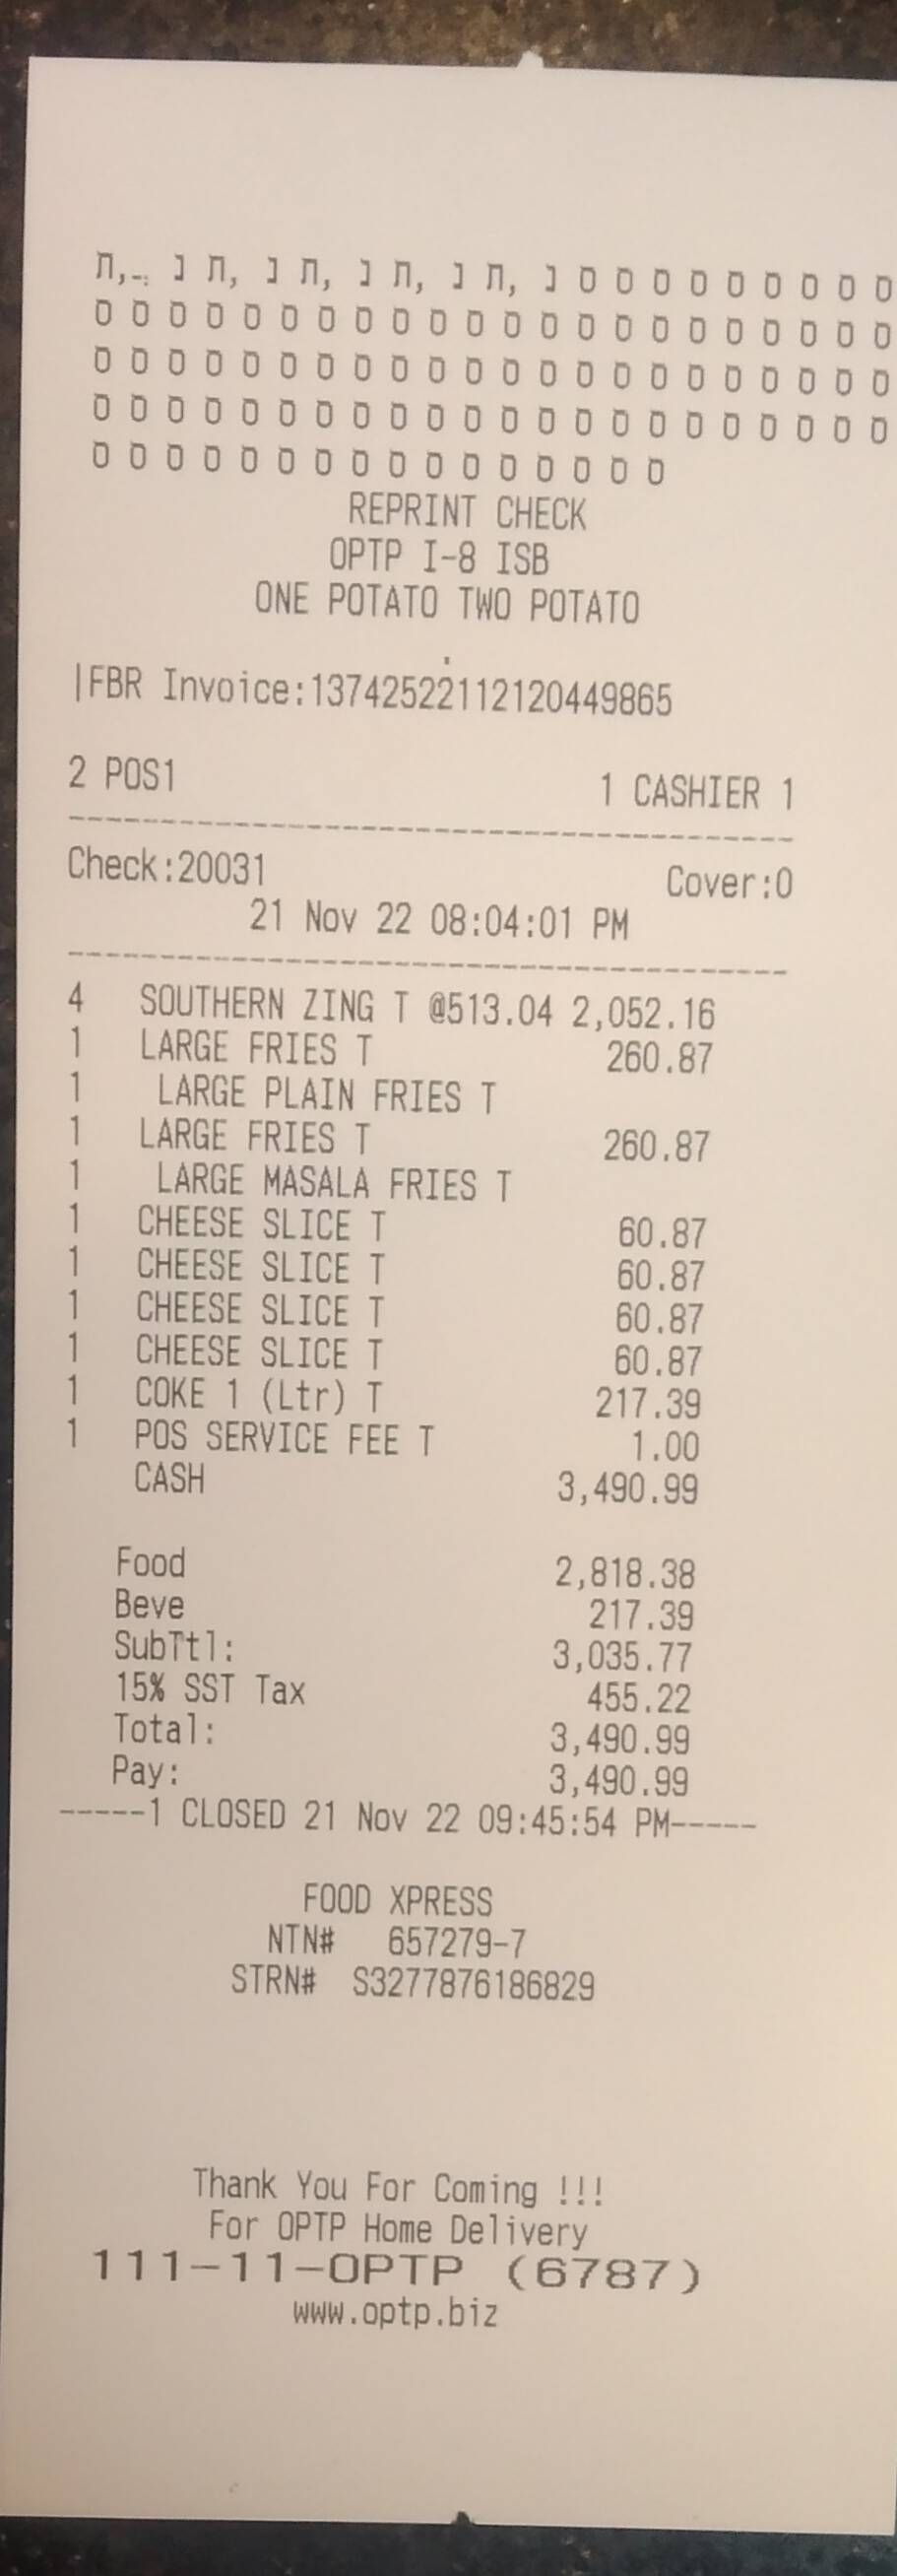 REPRINT CHECK
OPTP I-8 ISB
ONE POTATO TWO POTATO
|FBR Invoice:13742522112120449865
2 POS1 1 CASHIER 1
Check:20031 Cover:0
21 Nov 22 08:04:01 PM
4 SOUTHERN ZING T @513.04 2,052.16
1 LARGE FRIES T 260.87
1 LARGE PLAIN FRIES T
1 LARGE FRIES T 260.87
1 LARGE MASALA FRIES T
1 CHEESE SLICE T 60.87
1 CHEESE SLICE T 60.87
1 CHEESE SLICE T 60.87
1 CHEESE SLICE T 60.87
1 COKE 1 (Ltr) T 217.39
1 POS SERVICE FEE T 1.00
CASH 3,490.99
Food 2,818.38
Beve 217.39
SubTtl: 3,035.77
15% SST Tax 455.22
Total: 3,490.99
Pay: 3,490.99
-----1 CLOSED 21 Nov 22 09:45:54 PM-----
FOOD XPRESS
NTN# 657279-7
STRN# S3277876186829
Thank You For Coming !!!
For OPTP Home Delivery
111-11-OPTP (6787)
www.optp.biz